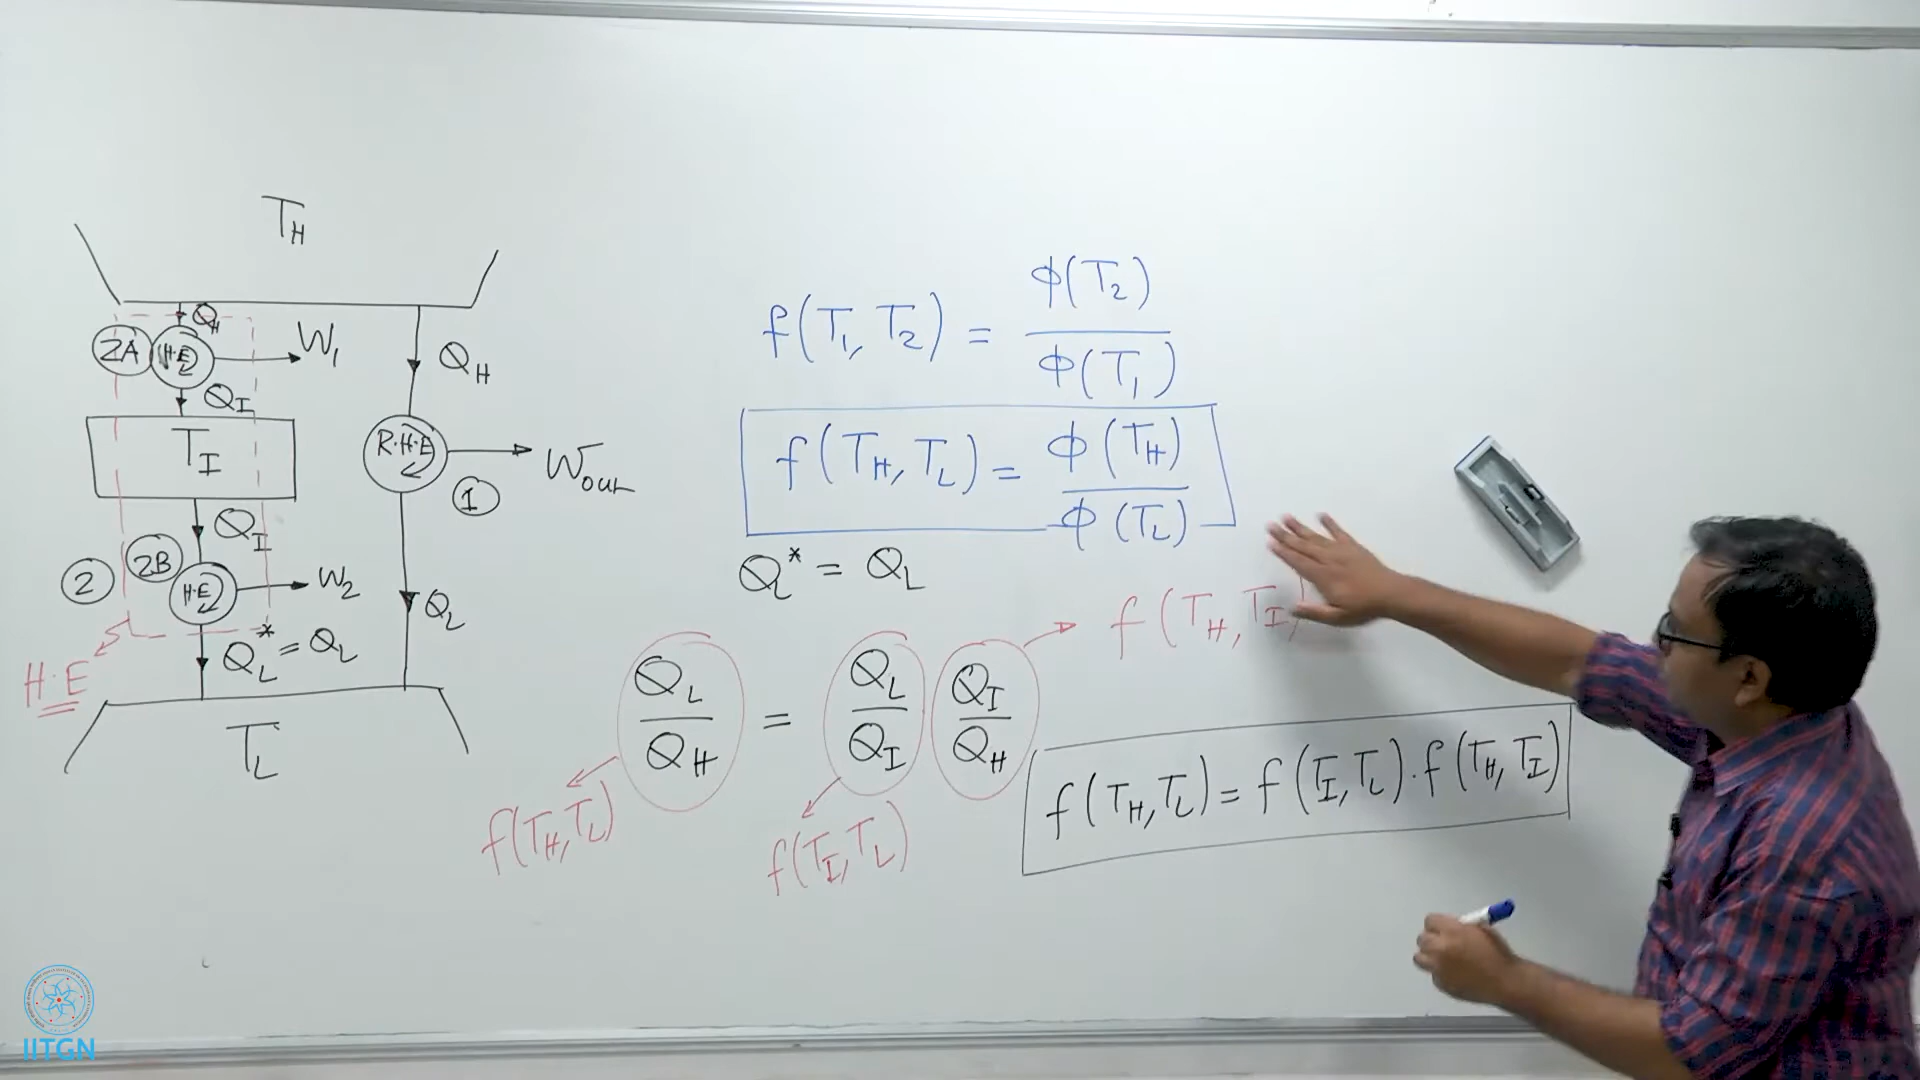 T_H
Q_H
2A
H·E
W_1
Q_I
T_I
Q_I
2B
2
H·E
W_2
Q_L* = Q_L
H·E
T_L
Q_H
R·H·E
W_out
1
Q_L
f(T_1, T_2) = ϕ(T_2) / ϕ(T_1)
f(T_H, T_L) = ϕ(T_H) / ϕ(T_L)
Q_L* = Q_L
f(T_H, T_I)
Q_L / Q_H = Q_L / Q_I Q_I / Q_H
f(T_H, T_L)
f(T_I, T_L)
f(T_H, T_L) = f(T_I, T_L) · f(T_H, T_I)
IITGN